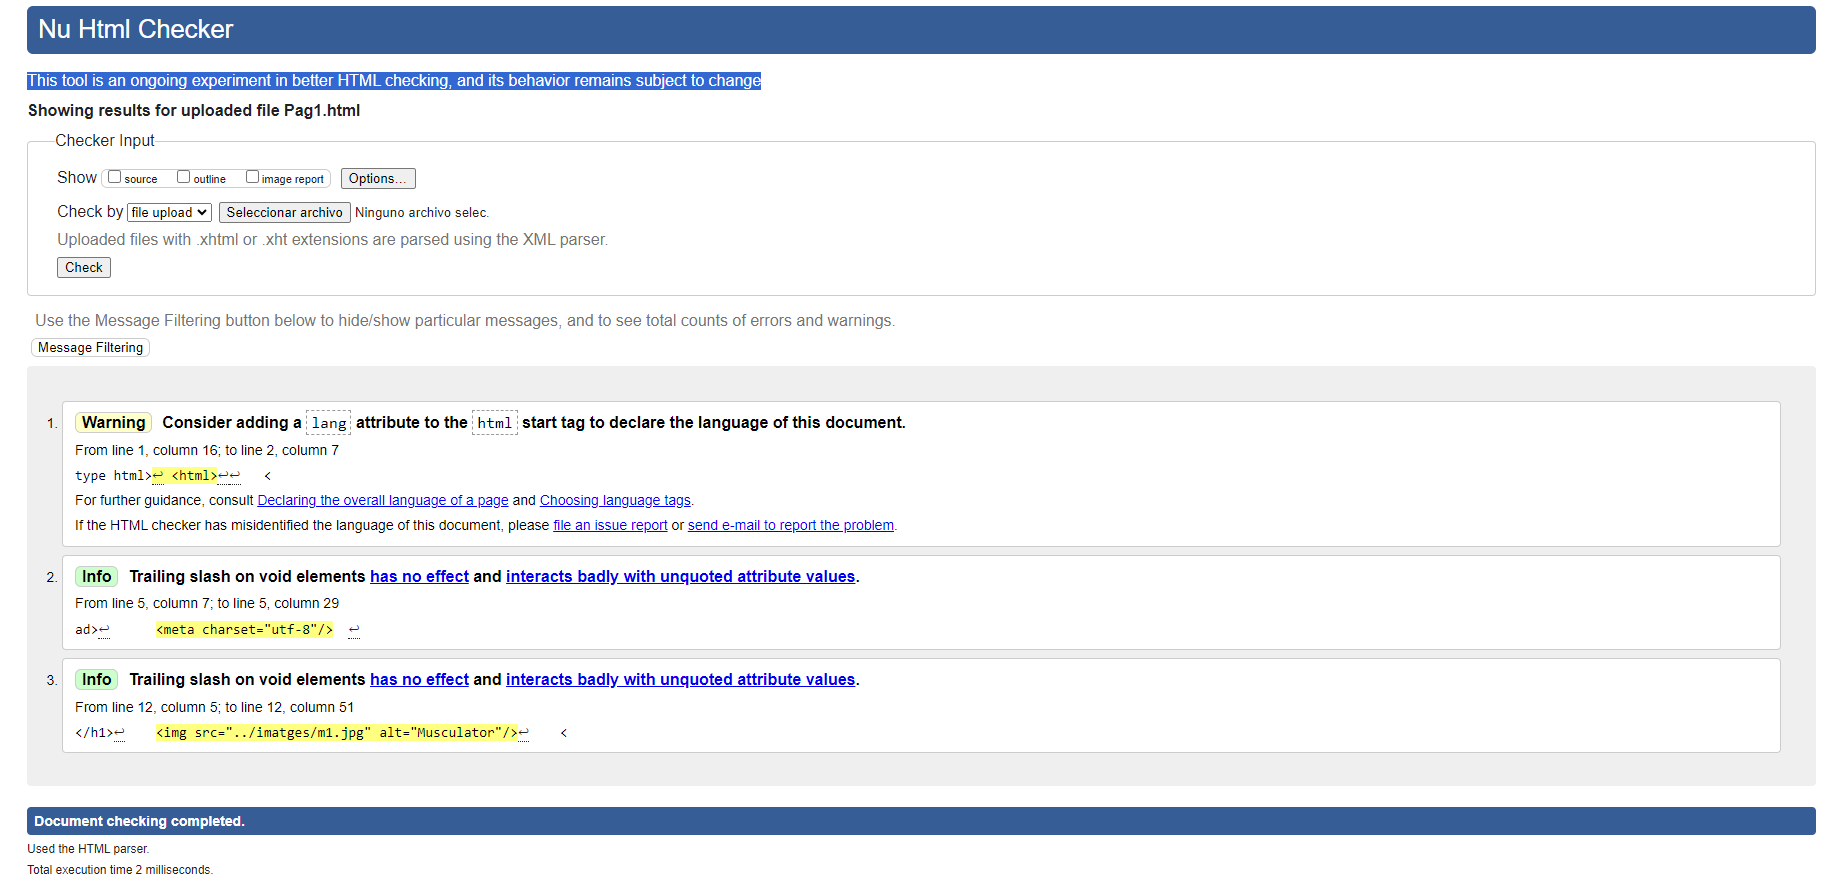 Nu Html Checker
This tool is an ongoing experiment in better HTML checking, and its behavior remains subject to change
Showing results for uploaded file Pag1.html
Checker Input
Show source outline image report Options...
Check by file upload Seleccionar archivo Ninguno archivo selec.
Uploaded files with .xhtml or .xht extensions are parsed using the XML parser.
Check
Use the Message Filtering button below to hide/show particular messages, and to see total counts of errors and warnings.
Message Filtering
1. Warning Consider adding a lang attribute to the html start tag to declare the language of this document.
From line 1, column 16; to line 2, column 7
type html>↩ <html>↩↩ <
For further guidance, consult Declaring the overall language of a page and Choosing language tags.
If the HTML checker has misidentified the language of this document, please file an issue report or send e-mail to report the problem.
2. Info Trailing slash on void elements has no effect and interacts badly with unquoted attribute values.
From line 5, column 7; to line 5, column 29
ad>↩ <meta charset="utf-8"/> ↩
3. Info Trailing slash on void elements has no effect and interacts badly with unquoted attribute values.
From line 12, column 5; to line 12, column 51
</h1>↩ <img src="../imatges/m1.jpg" alt="Musculator"/>↩ <
Document checking completed.
Used the HTML parser.
Total execution time 2 milliseconds.